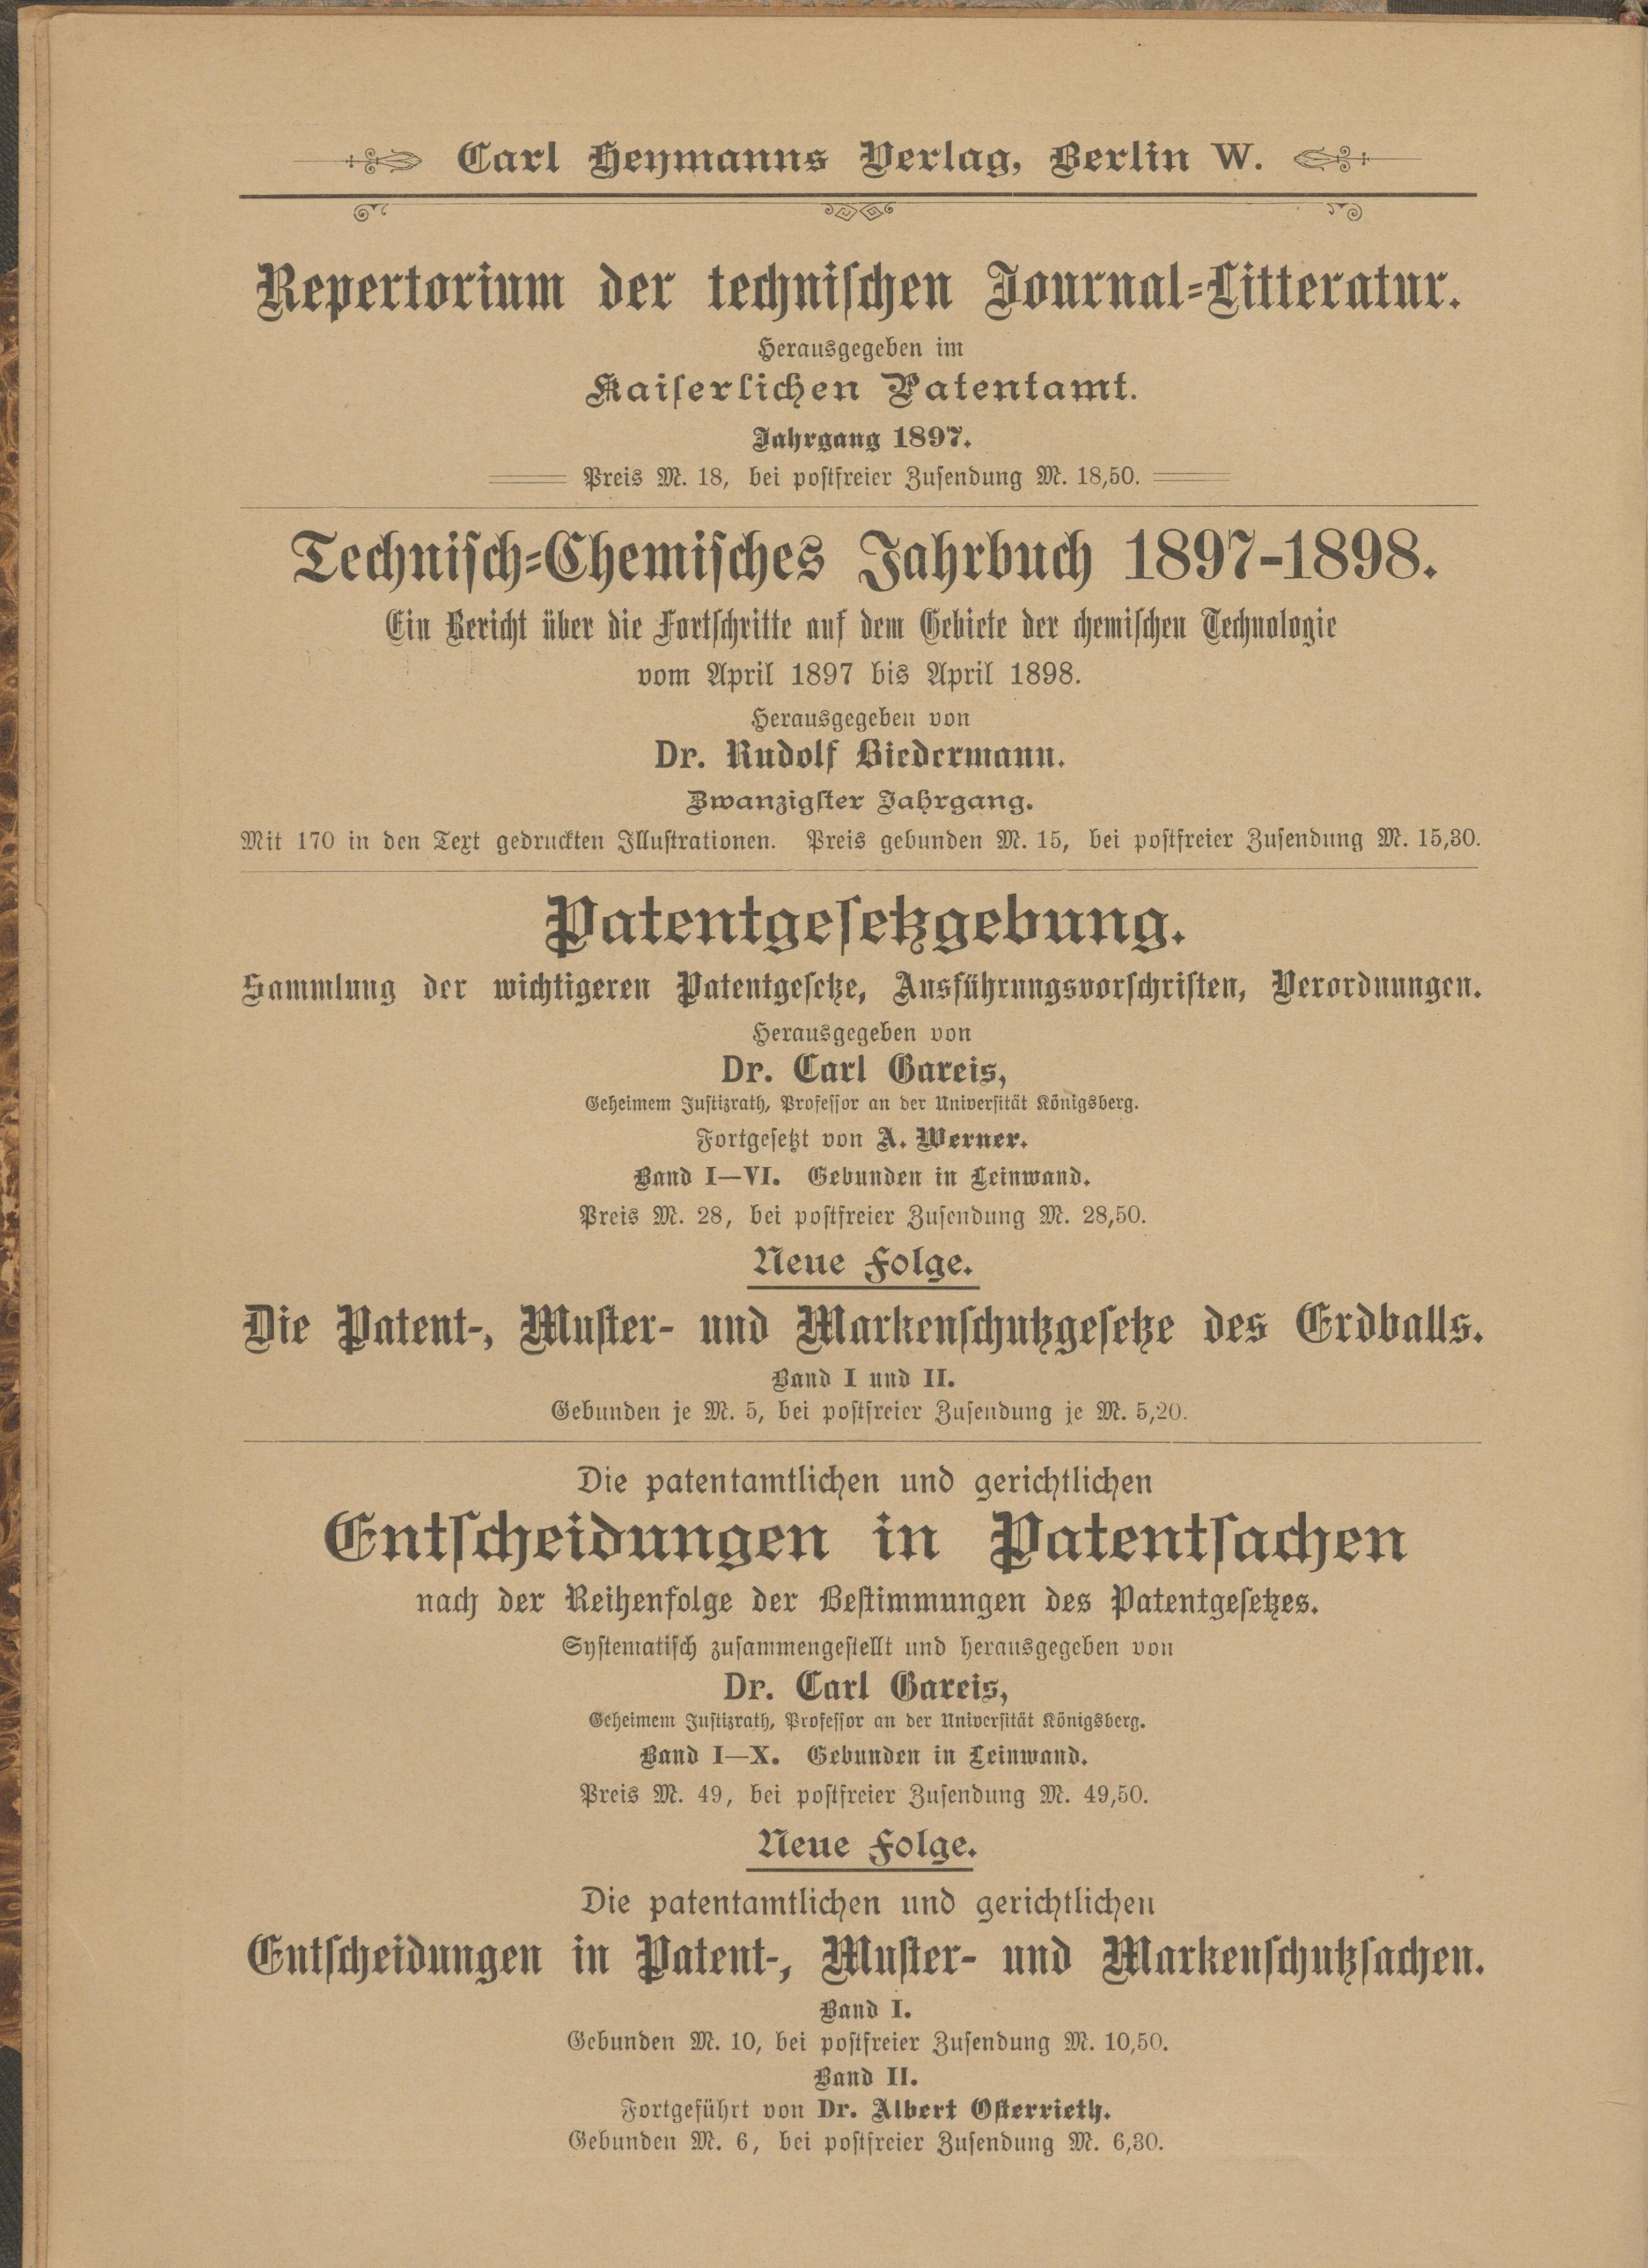 Carl Heymanns Verlag, Berlin W.
Repertorium der technischen Journal-Litteratur.
Herausgegeben im
Kaiserlichen Patentamt.
Jahrgang 1897.
Preis M. 18, bei postfreier Zusendung M. 18,50.
Technisch-Chemisches Jahrbuch 1897-1898.
Ein Bericht über die Fortschritte auf dem Gebiete der chemischen Technologie
vom April 1897 bis April 1898.
Herausgegeben von
Dr. Rudolf Biedermann.
Zwanzigster Jahrgang.
Mit 170 in den Text gedruckten Illustrationen. Preis gebunden M. 15, bei postfreier Zusendung M. 15,30.
Patentgesetzgebung.
Sammlung der wichtigeren Patentgesetze, Ausführungsvorschriften, Verordnungen.
Herausgegeben von
Dr. Carl Gareis,
Geheimem Justizrath, Professor an der Universität Königsberg.
Fortgesetzt von A. Werner.
Band I—VI. Gebunden in Leinwand.
Preis M. 28, bei postfreier Zusendung M. 28,50.
Neue Folge.
Die Patent-, Muster- und Markenschutzgesetze des Erdballs.
Band I und II.
Gebunden je M. 5, bei postfreier Zusendung je M. 5,20.
Die patentamtlichen und gerichtlichen
Entscheidungen in Patentsachen
nach der Reihenfolge der Bestimmungen des Patentgesetzes.
Systematisch zusammengestellt und herausgegeben von
Dr. Carl Gareis,
Geheimem Justizrath, Professor an der Universität Königsberg.
Band I—X. Gebunden in Leinwand.
Preis M. 49, bei postfreier Zusendung M. 49,50.
Neue Folge.
Die patentamtlichen und gerichtlichen
Entscheidungen in Patent-, Muster- und Markenschutzsachen.
Band I.
Gebunden M. 10, bei postfreier Zusendung M. 10,50.
Band II.
Fortgeführt von Dr. Albert Osterrieth.
Gebunden M. 6, bei postfreier Zusendung M. 6,30.